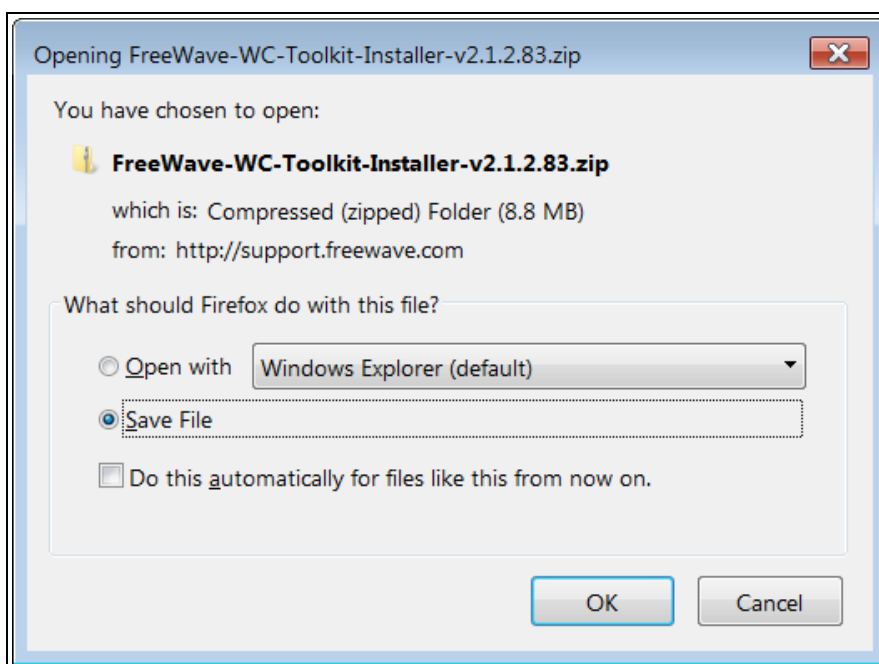 Opening FreeWave-WC-Toolkit-Installer-v2.1.2.83.zip
You have chosen to open:
FreeWave-WC-Toolkit-Installer-v2.1.2.83.zip
which is: Compressed (zipped) Folder (8.8 MB)
from: http://support.freewave.com
What should Firefox do with this file?
Open with Windows Explorer (default)
Save File
Do this automatically for files like this from now on.
OK Cancel